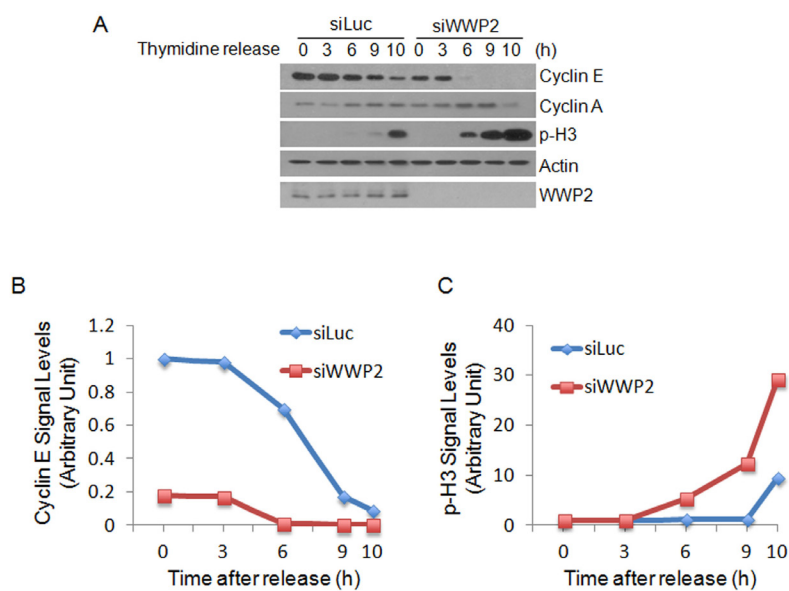 A
siLuc siWWP2
Thymidine release 0 3 6 9 10 0 3 6 9 10 (h)
Cyclin E
Cyclin A
p-H3
Actin
WWP2
B
Cyclin E Signal Levels
(Arbitrary Unit)
1.2
1
0.8
0.6
0.4
0.2
0
siLuc
siWWP2
0 3 6 9 10
Time after release (h)
C
p-H3 Signal Levels
(Arbitrary Unit)
40
30
20
10
0
siLuc
siWWP2
0 3 6 9 10
Time after release (h)